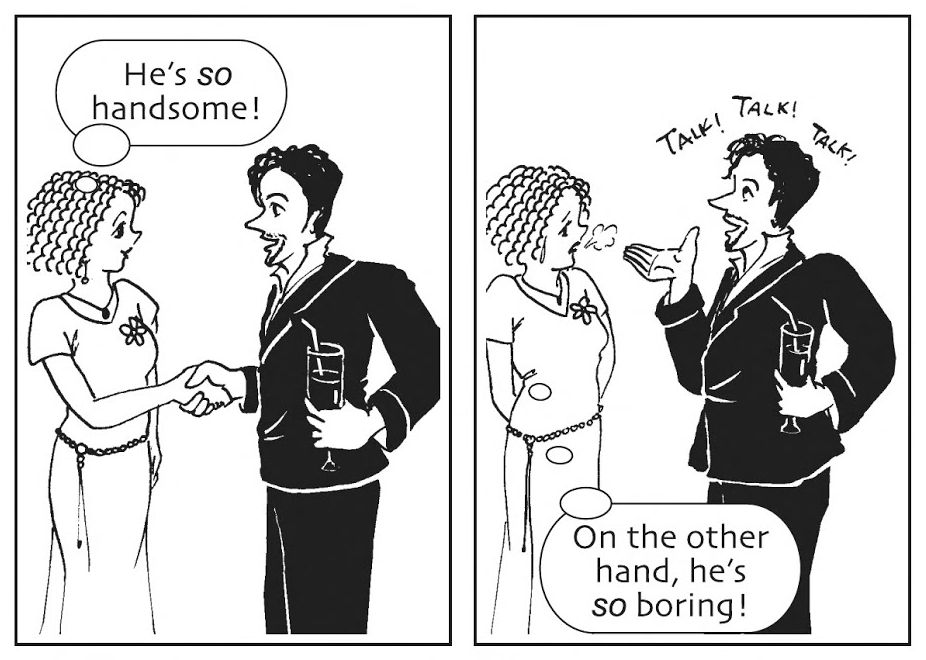 He's so
handsome!
TALK! TALK! TALK!
On the other
hand, he's
so boring!